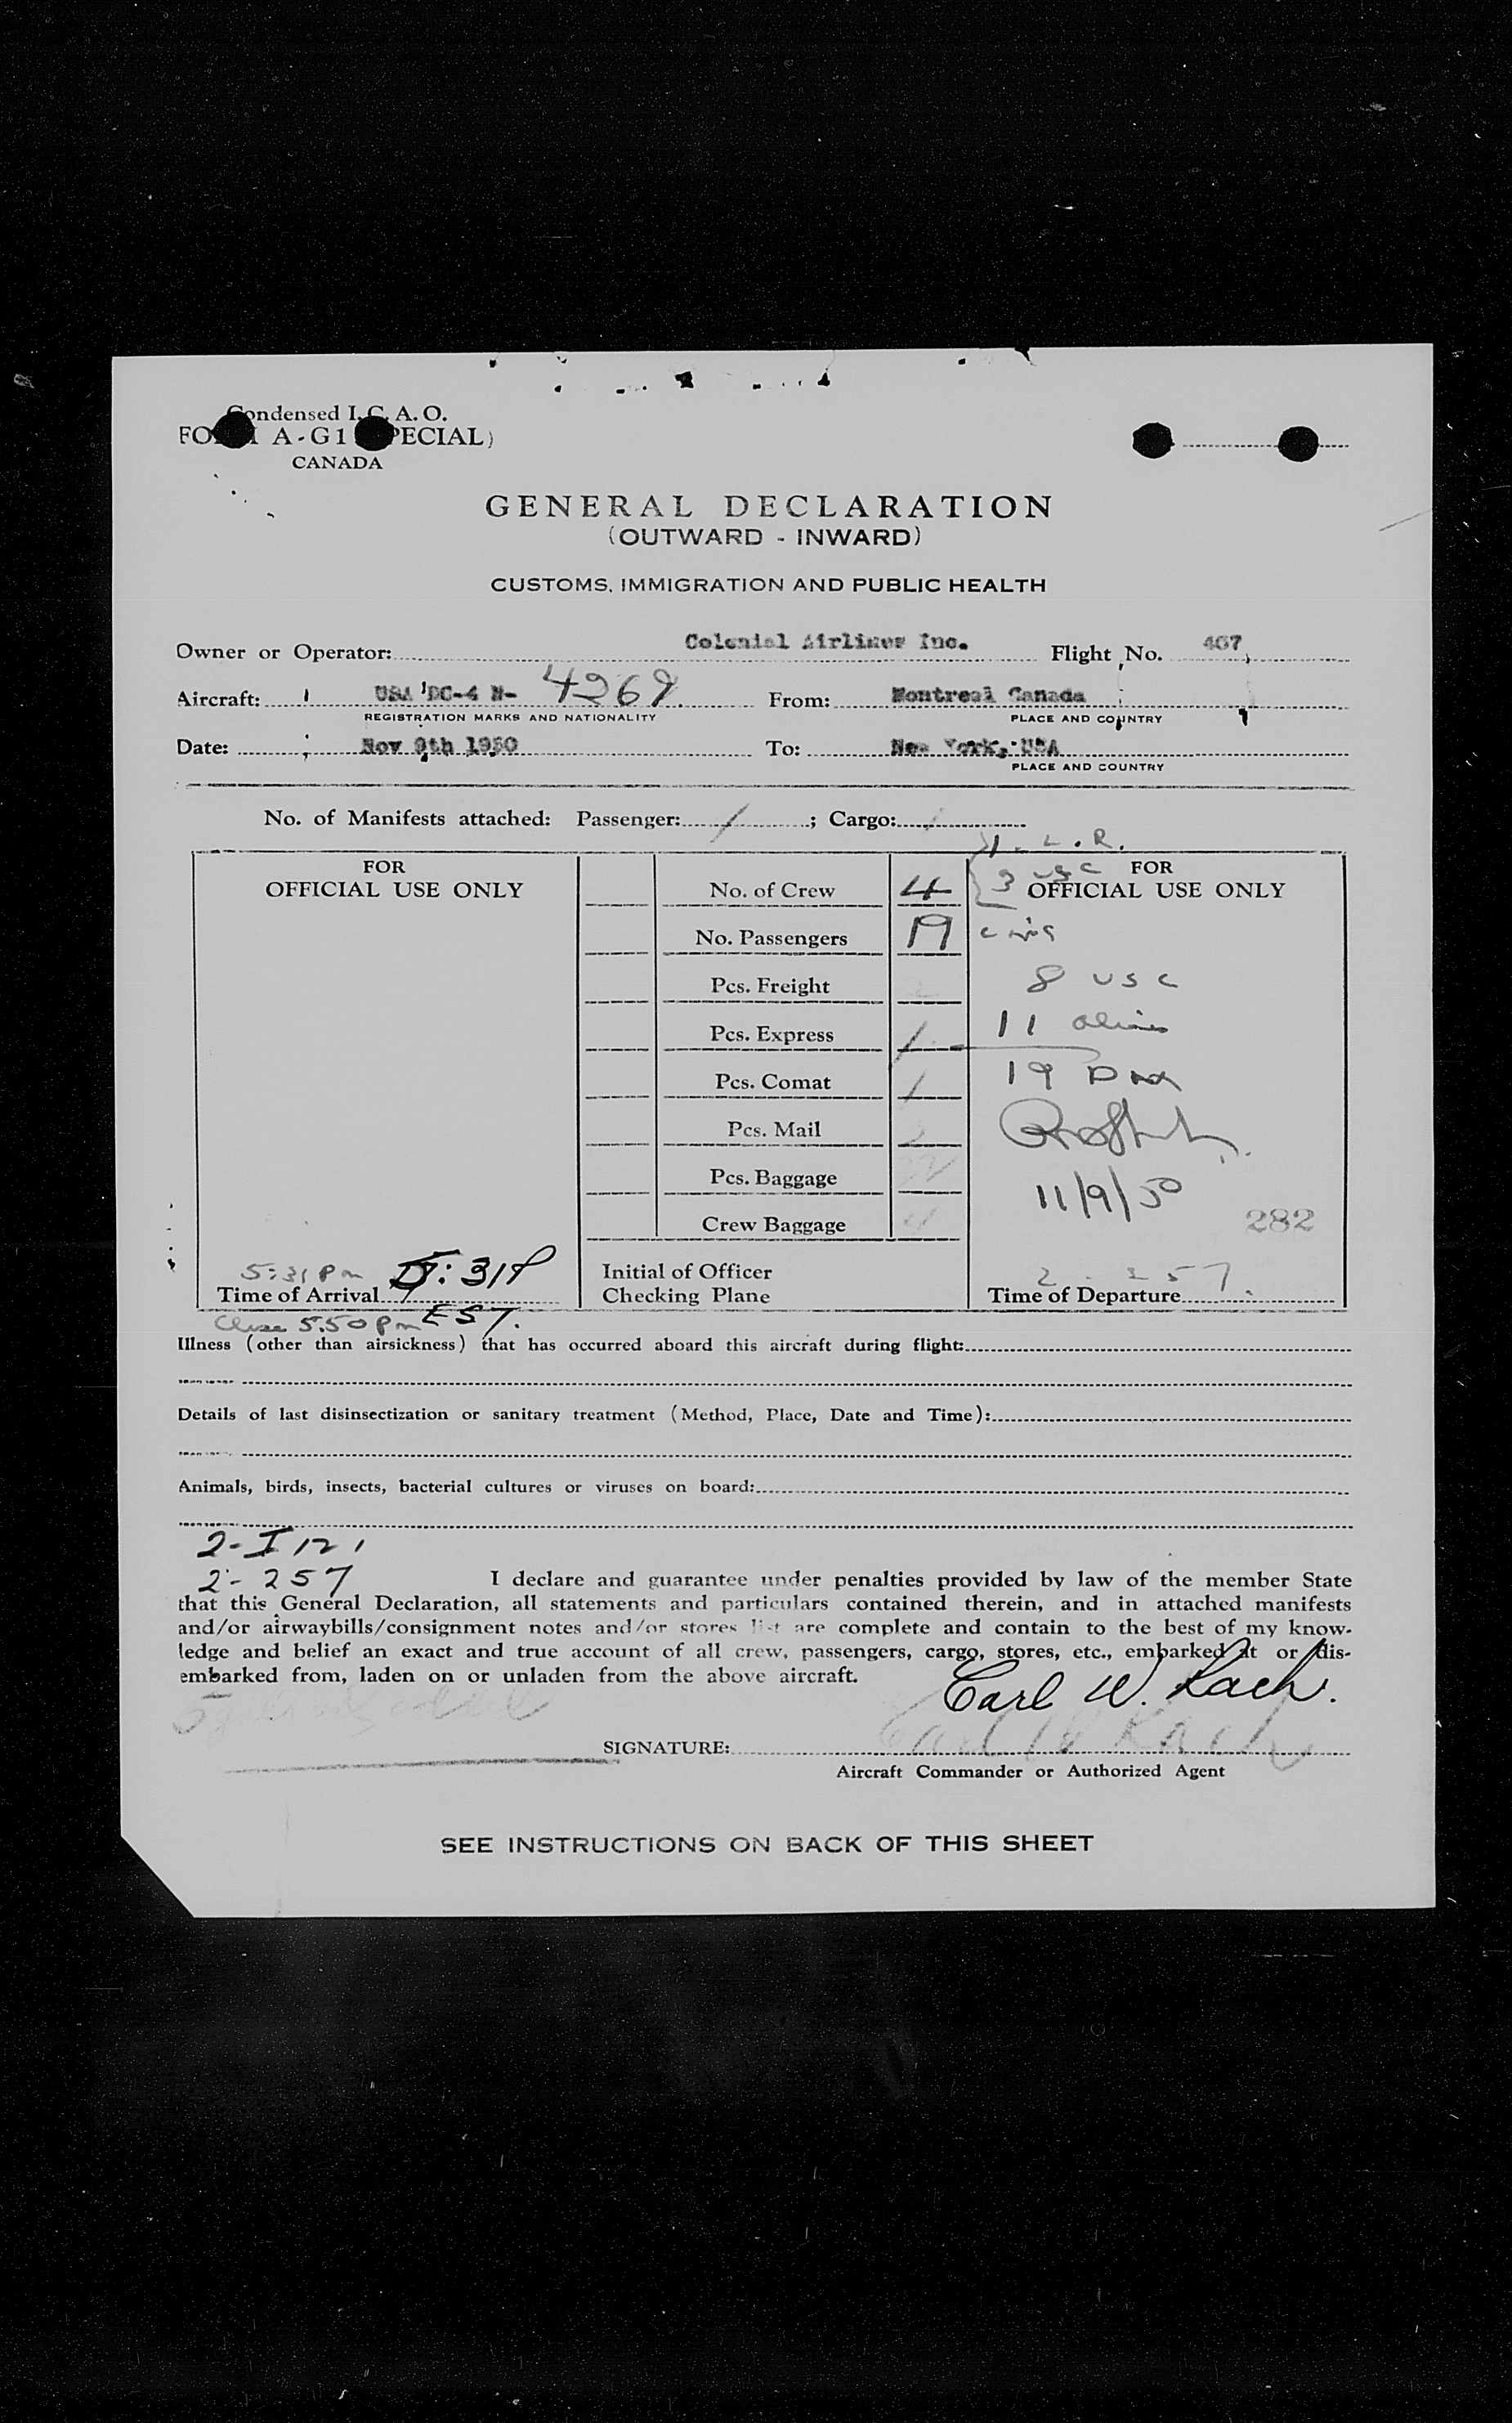 Condensed I.C.A.O.
A-G1
CANADA
GENERAL DECLARATION
(OUTWARD - INWARD)
CUSTOMS, IMMIGRATION AND PUBLIC HEALTH
Owner or Operator: Colonial Airlines Inc. Flight No. 467
Aircraft: USA DC-4 N- From: Montreal Canada
REGISTRATION MARKS AND NATIONALITY PLACE AND COUNTRY
Date: Nov 9th 1950 To: New York, USA
PLACE AND COUNTRY
No. of Manifests attached: Passenger: / ; Cargo:
1 - L.R.
FOR OFFICIAL USE ONLY
No. of Crew 4 3 USC
FOR OFFICIAL USE ONLY
No. Passengers 19
Pcs. Freight 8 USC
Pcs. Express 1 11 aliens
Pcs. Comat 1 19
Pcs. Mail
Pcs. Baggage 11/9/50
Crew Baggage 282
5:31 Pm 5:31P Initial of Officer 2 - 257
Time of Arrival Checking Plane Time of Departure
5.50 Pm EST.
Illness (other than airsickness) that has occurred aboard this aircraft during flight:
Details of last disinsectization or sanitary treatment (Method, Place, Date and Time):
Animals, birds, insects, bacterial cultures or viruses on board:
2-I 121
2-257
I declare and guarantee under penalties provided by law of the member State
that this General Declaration, all statements and particulars contained therein, and in attached manifests
and/or airwaybills/consignment notes and/or stores list are complete and contain to the best of my know-
ledge and belief an exact and true account of all crew, passengers, cargo, stores, etc., embarked at or dis-
embarked from, laden on or unladen from the above aircraft.
Carl W. Kach.
SIGNATURE: Carl W Kach
Aircraft Commander or Authorized Agent
SEE INSTRUCTIONS ON BACK OF THIS SHEET